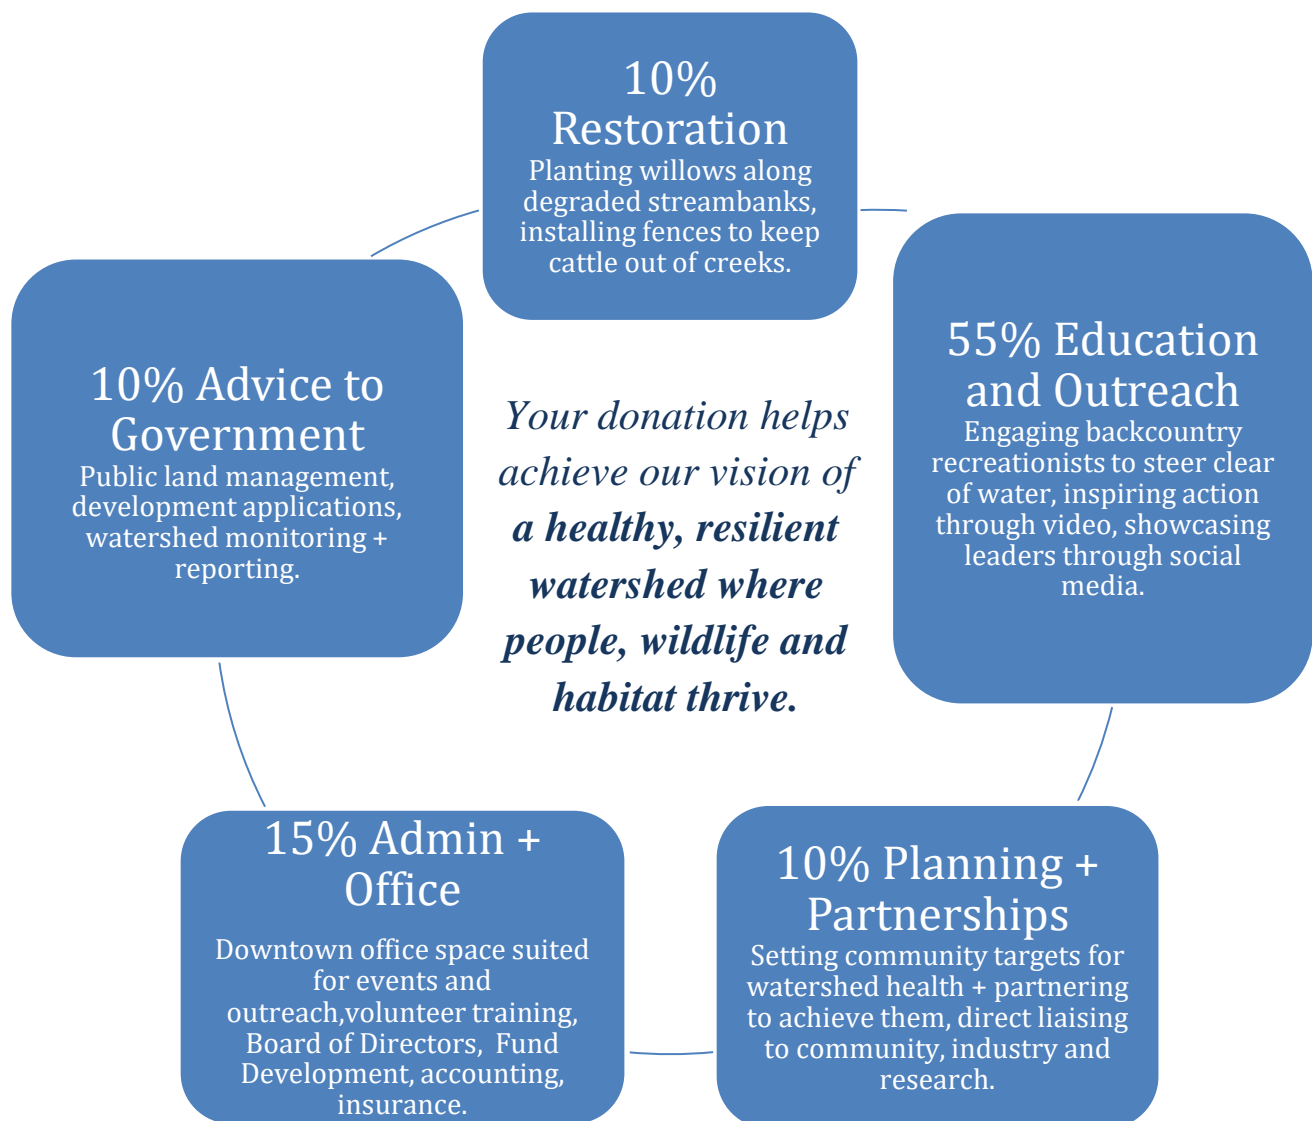 10%
Restoration
Planting willows along
degraded streambanks,
installing fences to keep
cattle out of creeks.
55% Education
and Outreach
Engaging backcountry
recreationists to steer clear
of water, inspiring action
through video, showcasing
leaders through social
media.
10% Planning +
Partnerships
Setting community targets for
watershed health + partnering
to achieve them, direct liaising
to community, industry and
research.
15% Admin +
Office
Downtown office space suited
for events and
outreach,volunteer training,
Board of Directors,  Fund
Development, accounting,
insurance.
10% Advice to
Government
Public land management,
development applications,
watershed monitoring +
reporting.
Your donation helps
achieve our vision of
a healthy, resilient
watershed where
people, wildlife and
habitat thrive.